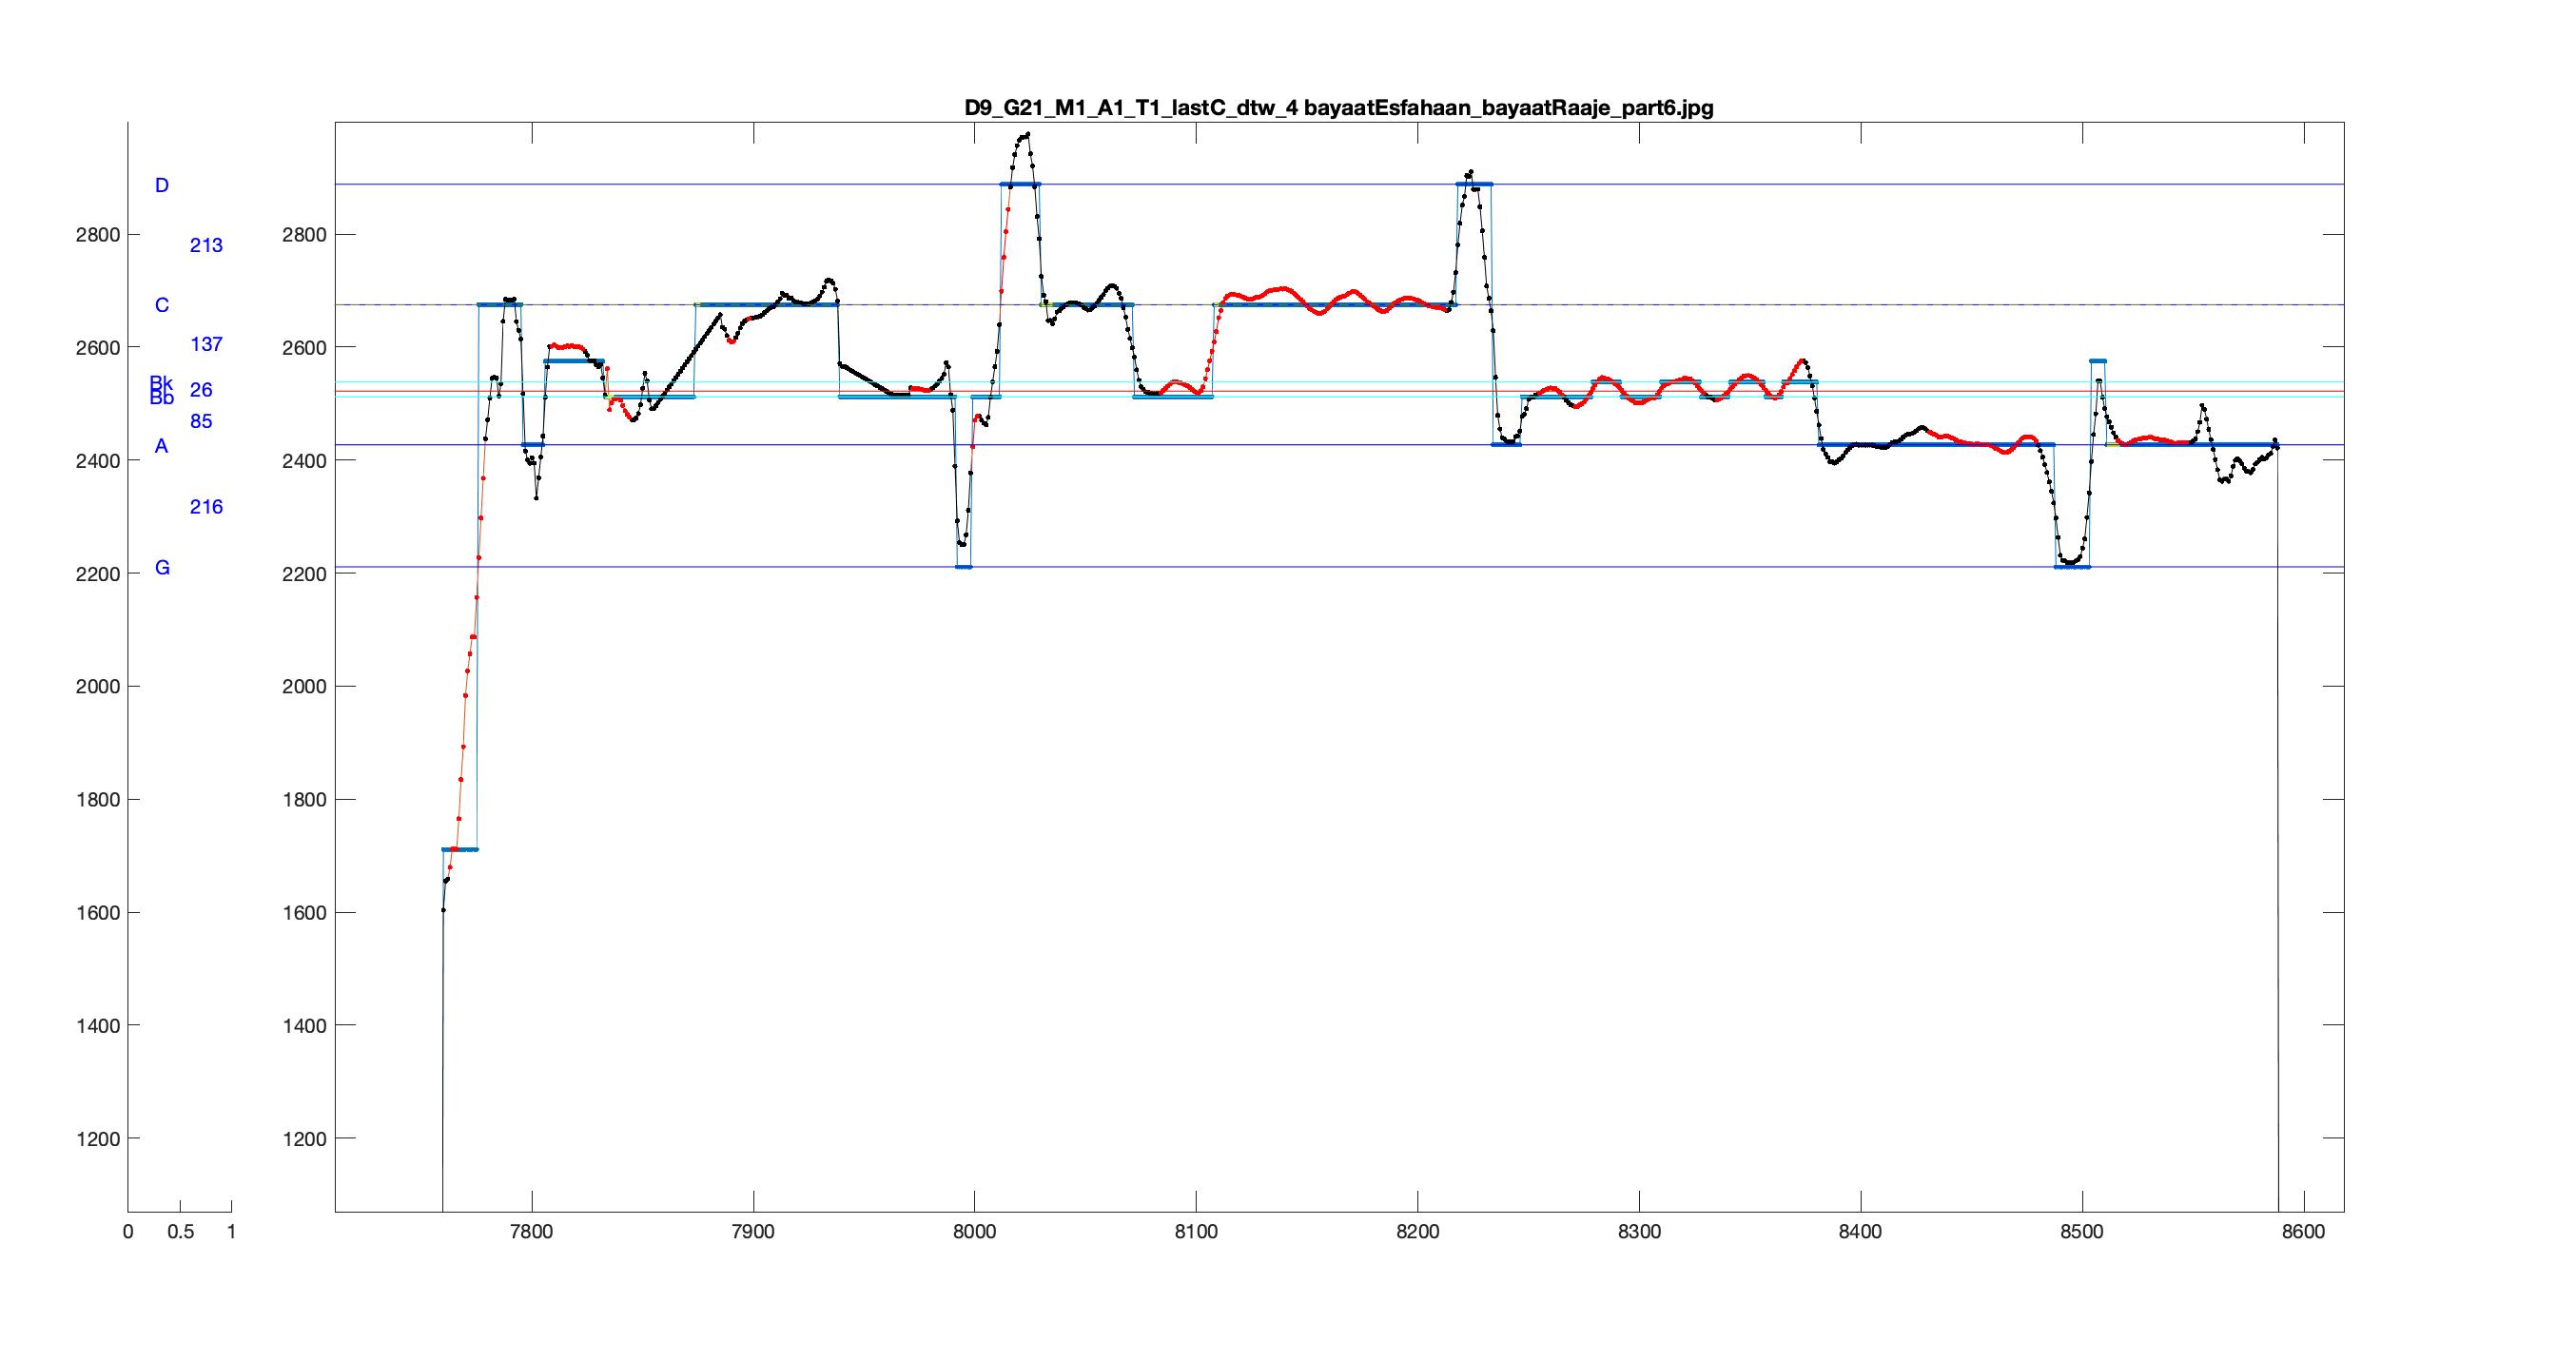 D9_G21_M1_A1_T1_lastC_dtw_4 bayaatEsfahaan_bayaatRaaje_part6.jpg
D
2800 213 2800
C
2600 137 2600
Bk
26
Bb
85
A
2400 2400
216
G
2200 2200
2000 2000
1800 1800
1600 1600
1400 1400
1200 1200
0 0.5 1 7800 7900 8000 8100 8200 8300 8400 8500 8600